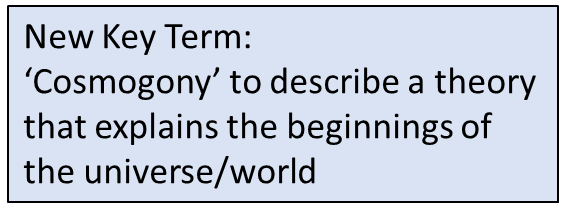 New Key Term:
‘Cosmogony’ to describe a theory
that explains the beginnings of
the universe/world